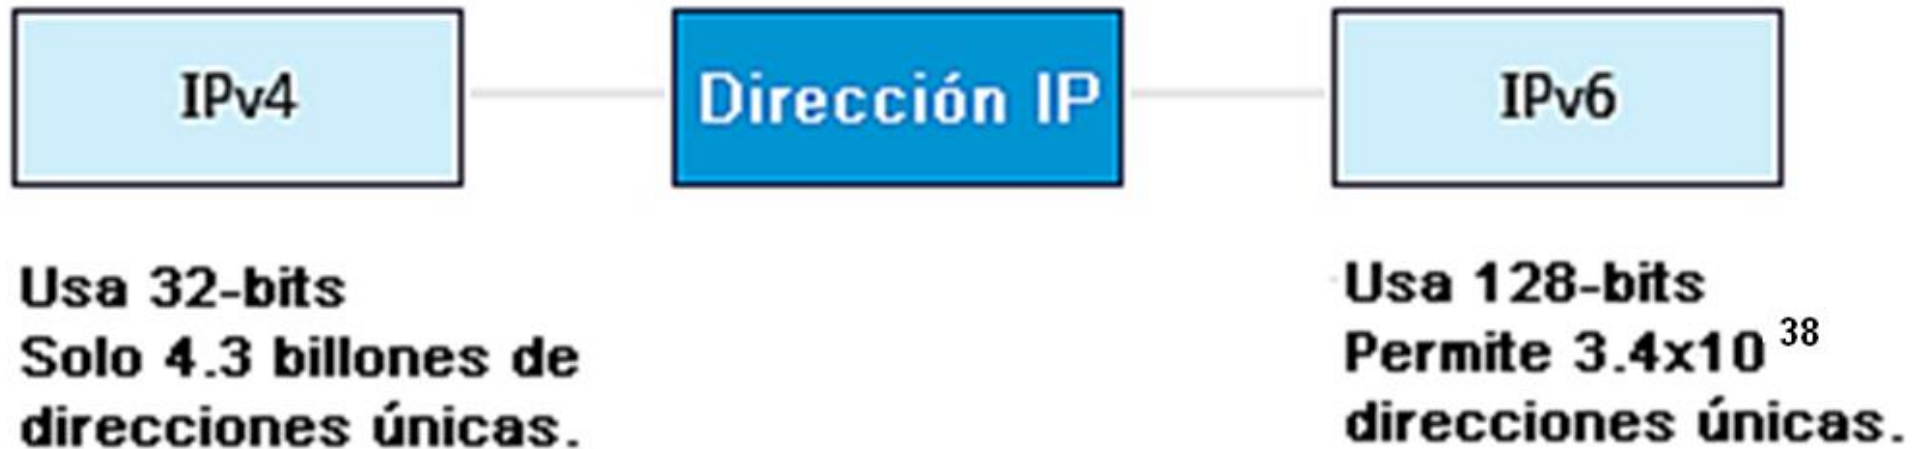 IPv4
Dirección IP
IPv6
Usa 32-bits
Solo 4.3 billones de
direcciones únicas.
Usa 128-bits
Permite 3.4x10 38
direcciones únicas.